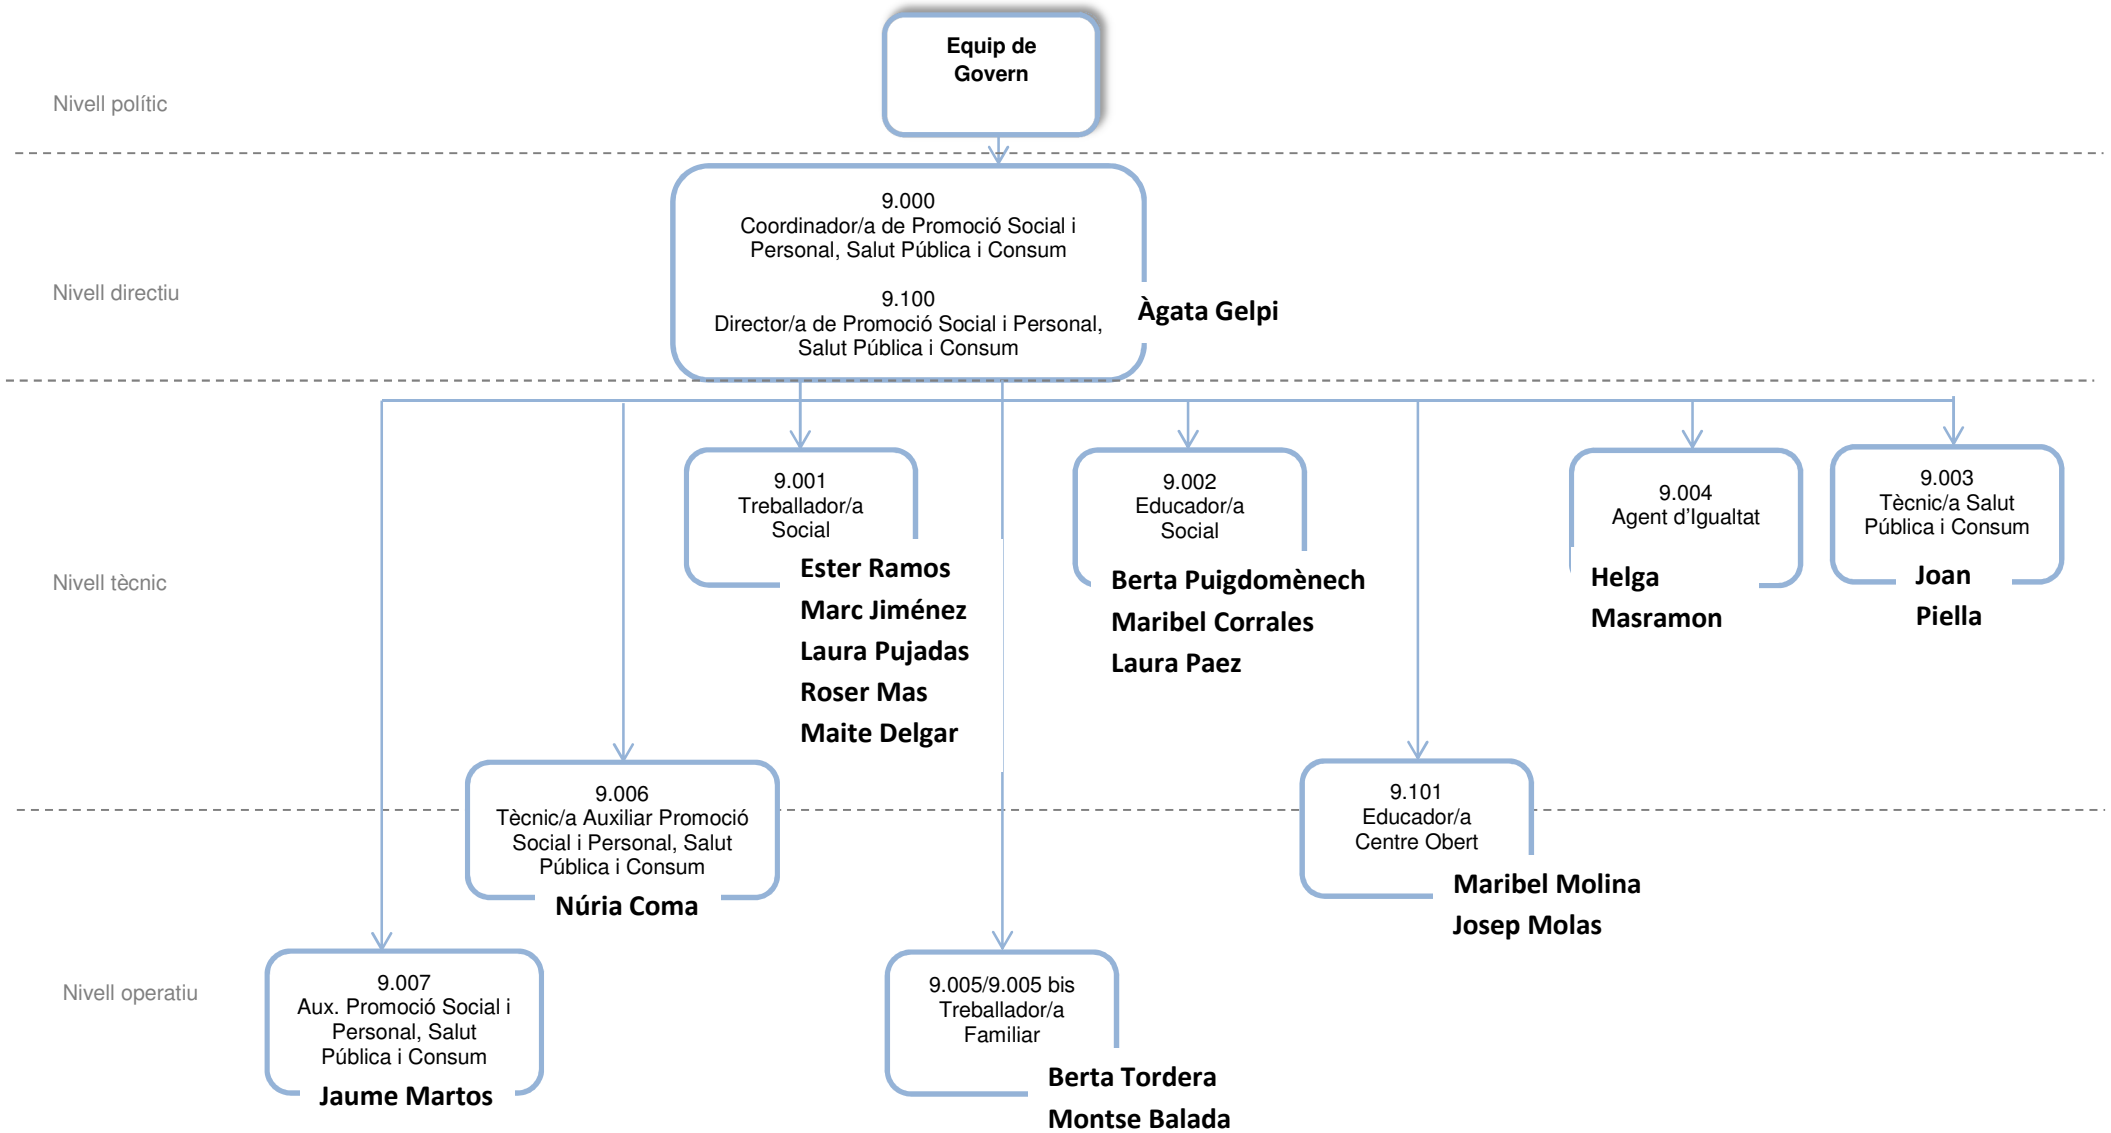 Equip de
Govern
Nivell polític
9.000
Coordinador/a de Promoció Social i
Personal, Salut Pública i Consum
Nivell directiu
9.100
Director/a de Promoció Social i Personal,
Salut Pública i Consum
Àgata Gelpi
9.001
Treballador/a
Social
Ester Ramos
Marc Jiménez
Laura Pujadas
Roser Mas
Maite Delgar
9.002
Educador/a
Social
Berta Puigdomènech
Maribel Corrales
Laura Paez
9.004
Agent d'Igualtat
Helga
Masramon
9.003
Tècnic/a Salut
Pública i Consum
Joan
Piella
Nivell tècnic
9.006
Tècnic/a Auxiliar Promoció
Social i Personal, Salut
Pública i Consum
Núria Coma
9.101
Educador/a
Centre Obert
Maribel Molina
Josep Molas
Nivell operatiu
9.007
Aux. Promoció Social i
Personal, Salut
Pública i Consum
Jaume Martos
9.005/9.005 bis
Treballador/a
Familiar
Berta Tordera
Montse Balada